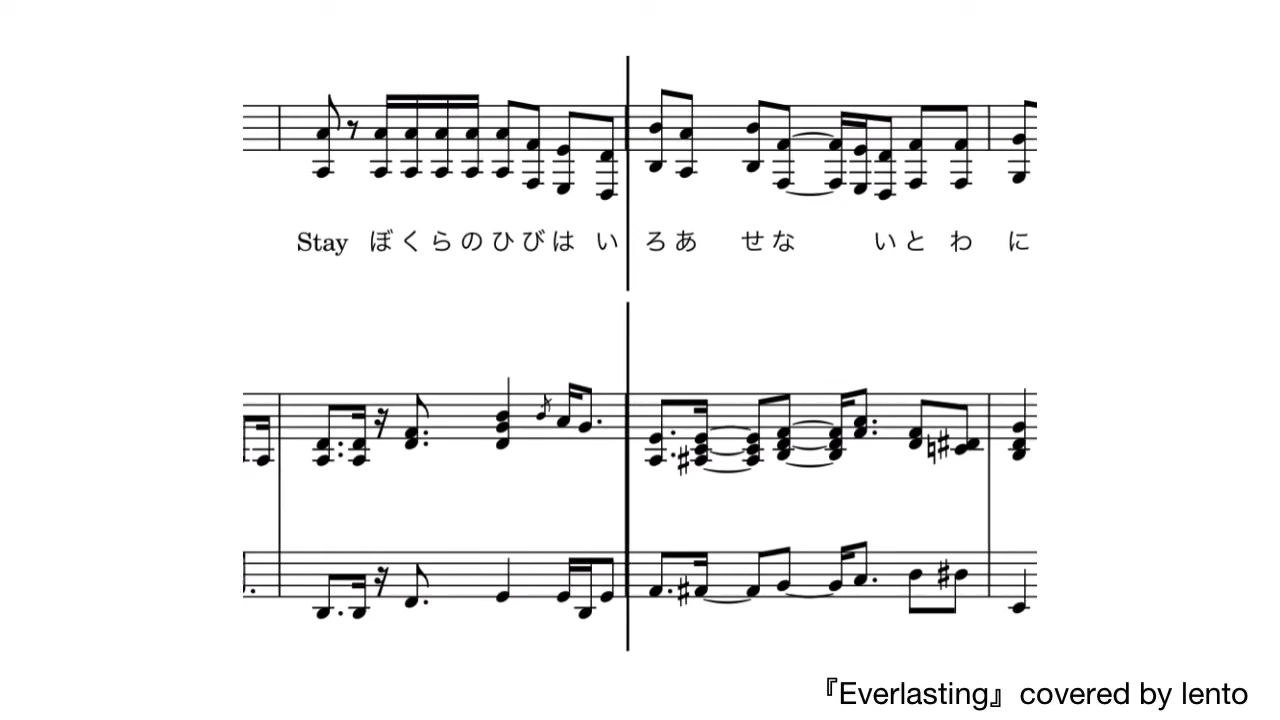 Stay ぼくらのひびは い ろあ せな いと わ に
『Everlasting』covered by lento